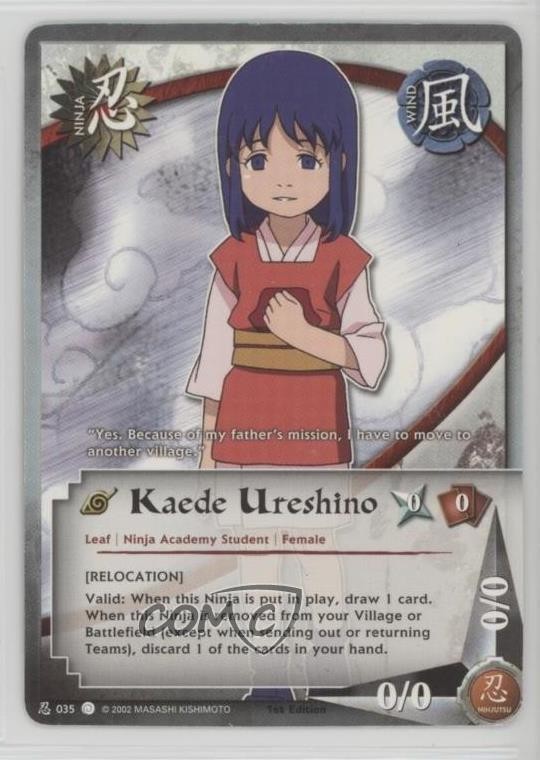 NINJA
忍
WIND
風
"Yes. Because of my father's mission, I have to move to
another village."
Kaede Ureshino
0
0
Leaf | Ninja Academy Student | Female
[RELOCATION]
Valid: When this Ninja is put in play, draw 1 card.
When this Ninja is removed from your Village or
Battlefield (except when sending out or returning
Teams), discard 1 of the cards in your hand.
COMC
0/0
0/0
忍
NINJUTSU
忍 035 © 2002 MASASHI KISHIMOTO 1st Edition